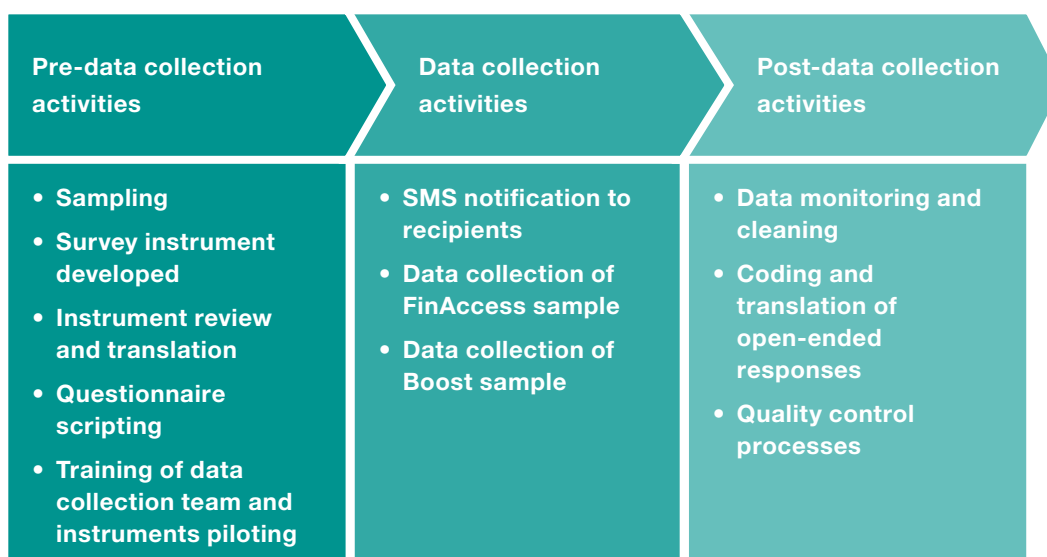 Pre-data collection
activities
Data collection
activities
Post-data collection
activities
• Sampling
• Survey instrument
developed
• Instrument review
and translation
• Questionnaire
scripting
• Training of data
collection team and
instruments piloting
• SMS notification to
recipients
• Data collection of
FinAccess sample
• Data collection of
Boost sample
• Data monitoring and
cleaning
• Coding and
translation of
open-ended
responses
• Quality control
processes